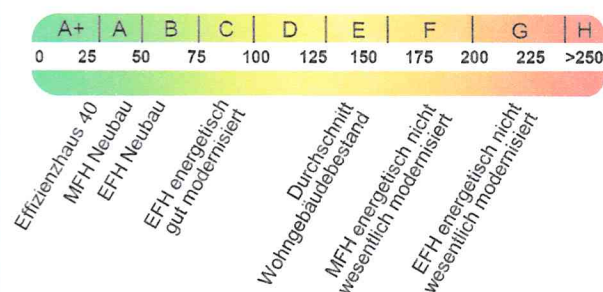 A+ A B C D E F G H
0 25 50 75 100 125 150 175 200 225 >250
Effizienzhaus 40
MFH Neubau
EFH Neubau
EFH energetisch
gut modernisiert
Durchschnitt
Wohngebäudebestand
MFH energetisch nicht
wesentlich modernisiert
EFH energetisch nicht
wesentlich modernisiert